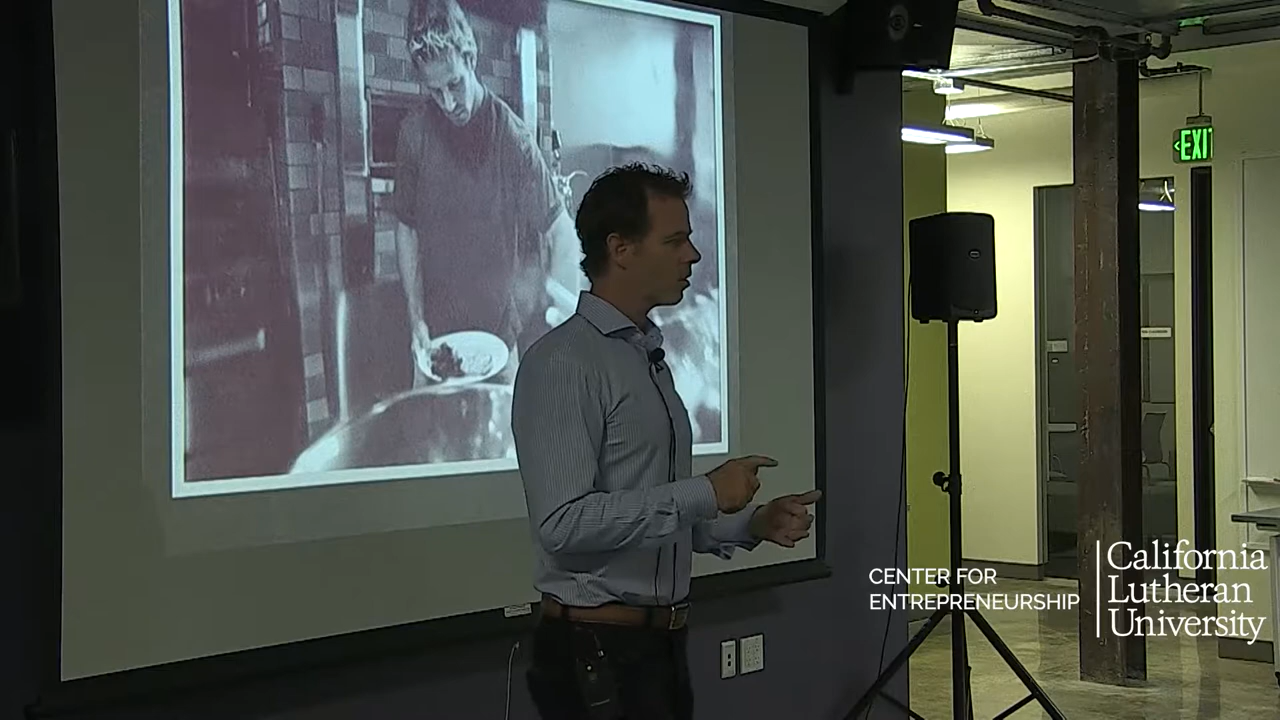 <EXIT
CENTER FOR
ENTREPRENEURSHIP
California
Lutheran
University